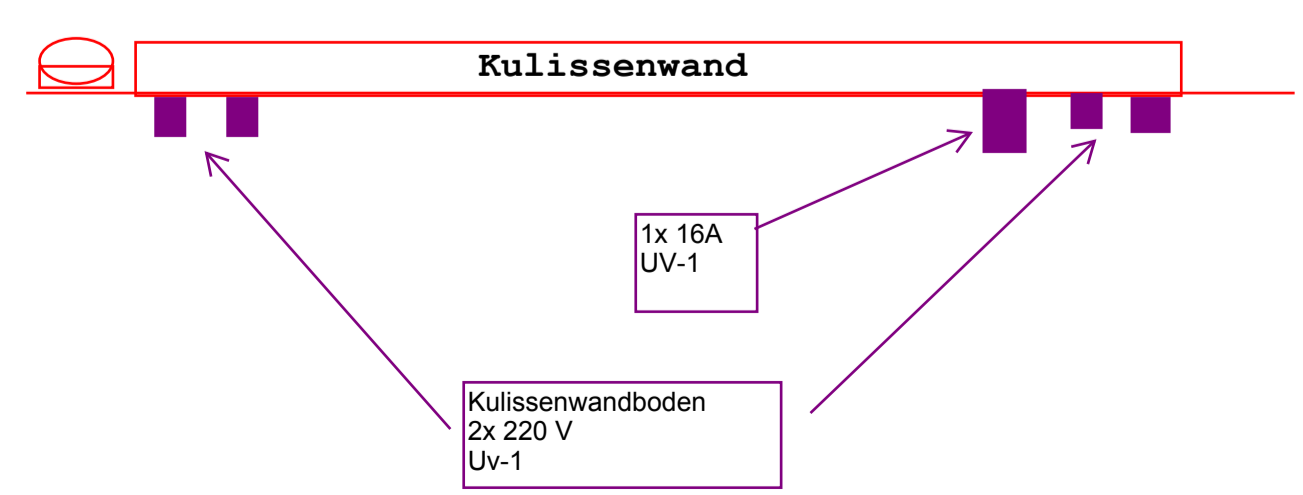 Kulissenwand
1x 16A
UV-1
Kulissenwandboden
2x 220 V
Uv-1